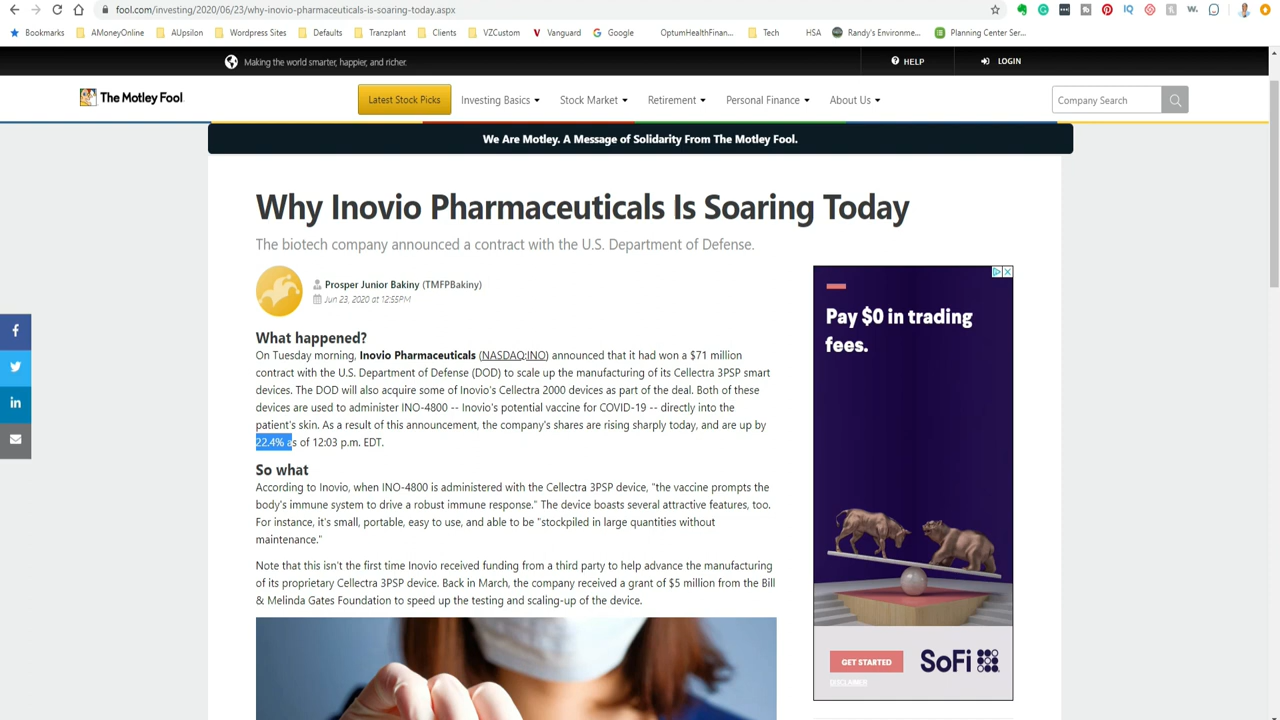 fool.com/investing/2020/06/23/why-inovio-pharmaceuticals-is-soaring-today.aspx
Bookmarks AMoneyOnline AUpsilon Wordpress Sites Defaults Tranzplant Clients VZCustom Vanguard Google OptumHealthFinan... Tech HSA Randy's Environme... Planning Center Ser...
Making the world smarter, happier, and richer. HELP LOGIN
The Motley Fool Latest Stock Picks Investing Basics Stock Market Retirement Personal Finance About Us Company Search
We Are Motley. A Message of Solidarity From The Motley Fool.
Why Inovio Pharmaceuticals Is Soaring Today
The biotech company announced a contract with the U.S. Department of Defense.
Prosper Junior Bakiny (TMFPBakiny)
Jun 23, 2020 at 12:55PM
What happened?
On Tuesday morning, Inovio Pharmaceuticals (NASDAQ:INO) announced that it had won a $71 million
contract with the U.S. Department of Defense (DOD) to scale up the manufacturing of its Cellectra 3PSP smart
devices. The DOD will also acquire some of Inovio's Cellectra 2000 devices as part of the deal. Both of these
devices are used to administer INO-4800 -- Inovio's potential vaccine for COVID-19 -- directly into the
patient's skin. As a result of this announcement, the company's shares are rising sharply today, and are up by
22.4% as of 12:03 p.m. EDT.
So what
According to Inovio, when INO-4800 is administered with the Cellectra 3PSP device, "the vaccine prompts the
body's immune system to drive a robust immune response." The device boasts several attractive features, too.
For instance, it's small, portable, easy to use, and able to be "stockpiled in large quantities without
maintenance."
Note that this isn't the first time Inovio received funding from a third party to help advance the manufacturing
of its proprietary Cellectra 3PSP device. Back in March, the company received a grant of $5 million from the Bill
& Melinda Gates Foundation to speed up the testing and scaling-up of the device.
Pay $0 in trading
fees.
GET STARTED SoFi
DISCLAIMER